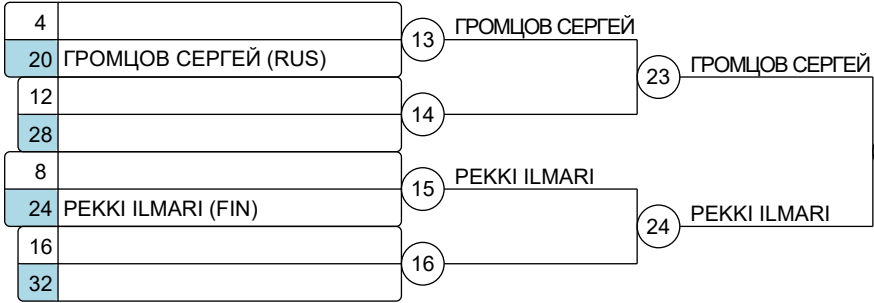 4
13
ГРОМЦОВ СЕРГЕЙ
20 ГРОМЦОВ СЕРГЕЙ (RUS)
23
ГРОМЦОВ СЕРГЕЙ
12
14
28
8
15
PEKKI ILMARI
24 PEKKI ILMARI (FIN)
24
PEKKI ILMARI
16
16
32